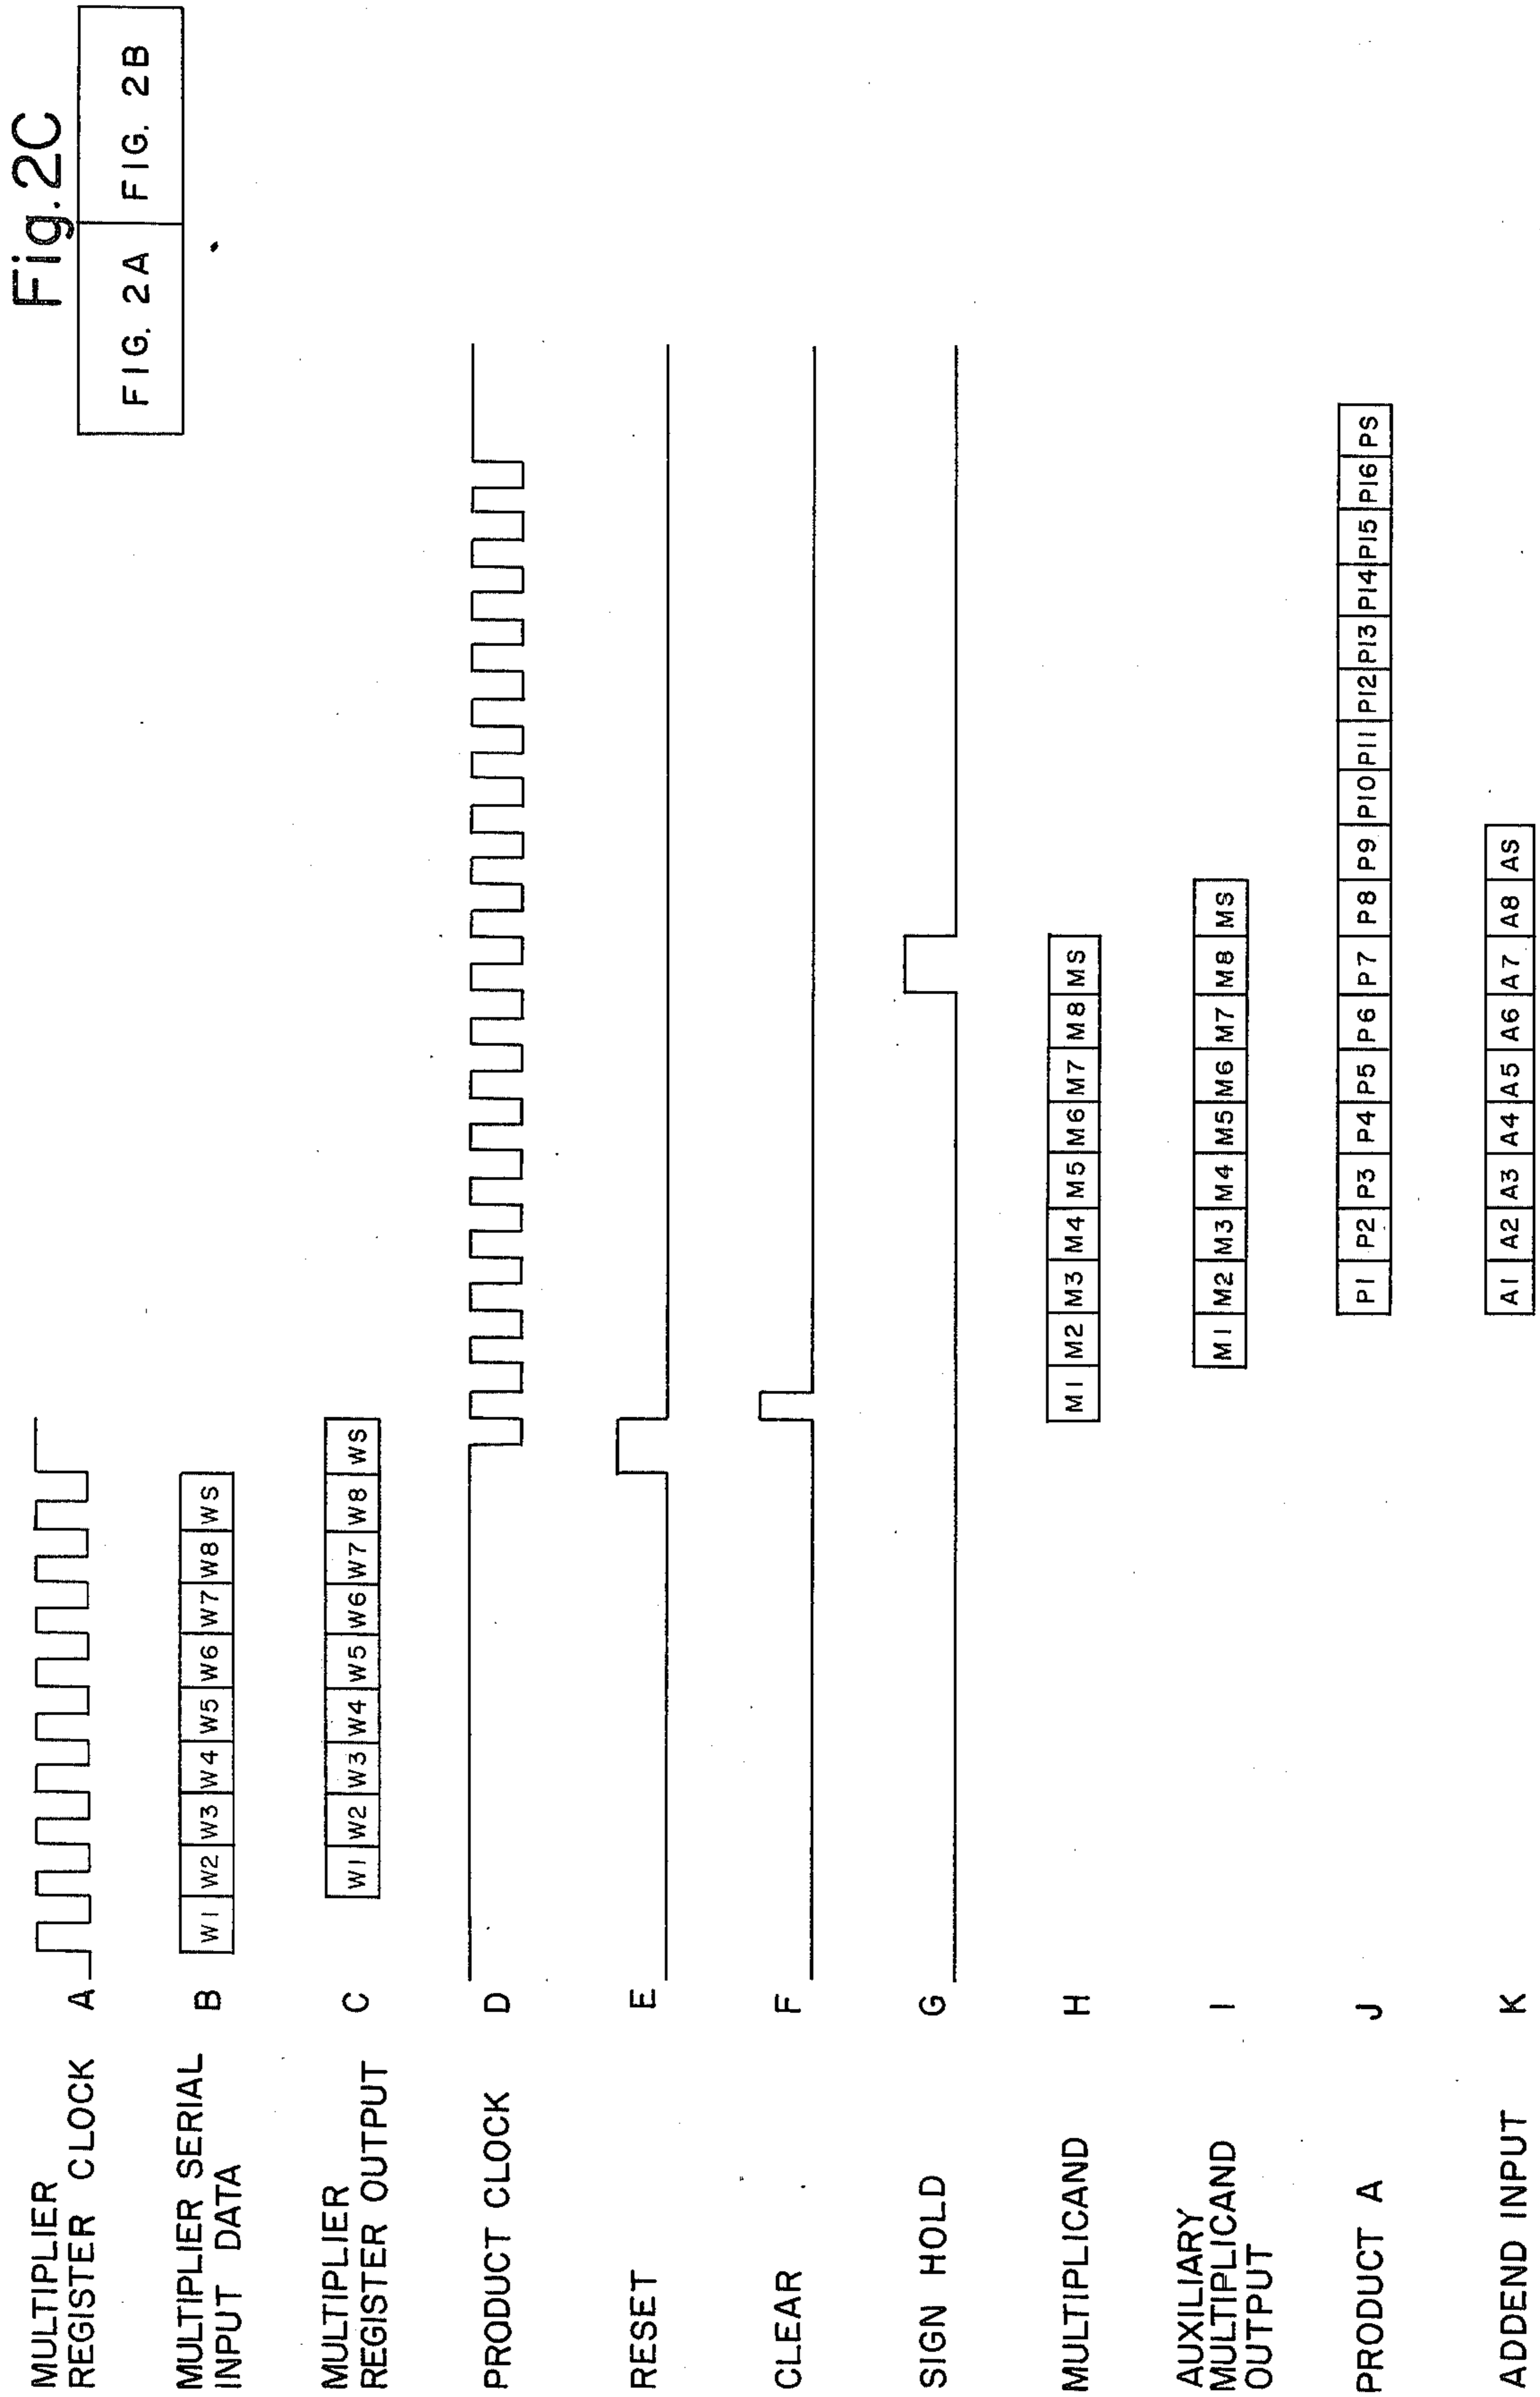 Fig.2C
FIG. 2A FIG. 2B
MULTIPLIER
REGISTER CLOCK A
MULTIPLIER SERIAL
INPUT DATA B
W1 W2 W3 W4 W5 W6 W7 W8 WS
MULTIPLIER
REGISTER OUTPUT C
W1 W2 W3 W4 W5 W6 W7 W8 WS
PRODUCT CLOCK D
RESET E
CLEAR F
SIGN HOLD G
MULTIPLICAND H
M1 M2 M3 M4 M5 M6 M7 M8 MS
AUXILIARY
MULTIPLICAND I
OUTPUT
M1 M2 M3 M4 M5 M6 M7 M8 MS
PRODUCT A J
P1 P2 P3 P4 P5 P6 P7 P8 P9 P10 P11 P12 P13 P14 P15 P16 PS
ADDEND INPUT K
A1 A2 A3 A4 A5 A6 A7 A8 AS